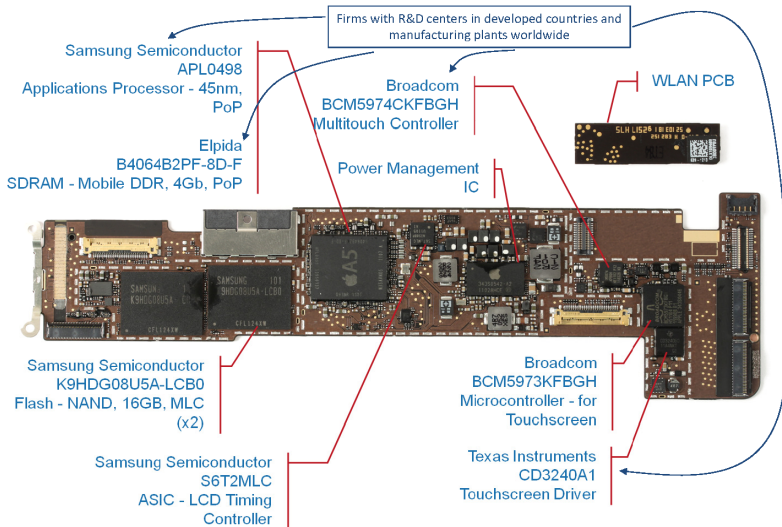 Firms with R&D centers in developed countries and
manufacturing plants worldwide
Samsung Semiconductor
APL0498
Applications Processor - 45nm,
PoP
Elpida
B4064B2PF-8D-F
SDRAM - Mobile DDR, 4Gb, PoP
Broadcom
BCM5974CKFBGH
Multitouch Controller
Power Management
IC
WLAN PCB
A5
SAMSUNG
K9HDG08U5A-
SAMSUNG 101
K9HDG08U5A-LCB0
Samsung Semiconductor
K9HDG08U5A-LCB0
Flash - NAND, 16GB, MLC
(x2)
Samsung Semiconductor
S6T2MLC
ASIC - LCD Timing
Controller
Broadcom
BCM5973KFBGH
Microcontroller - for
Touchscreen
Texas Instruments
CD3240A1
Touchscreen Driver